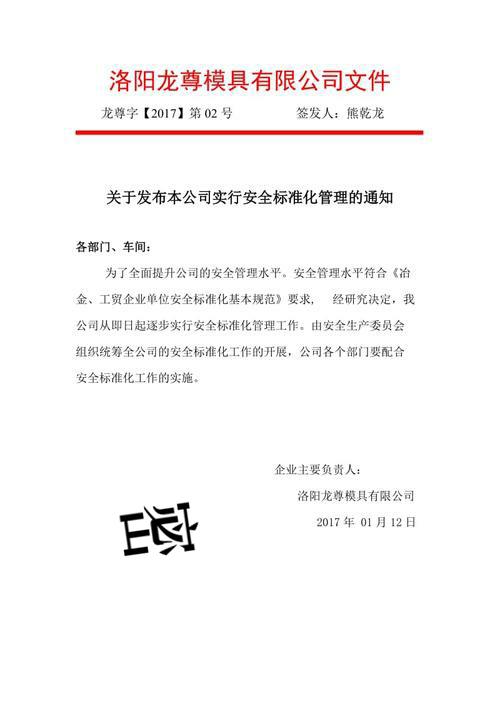 洛阳龙尊模具有限公司文件
龙尊字【2017】第 02 号 签发人：熊乾龙
关于发布本公司实行安全标准化管理的通知
各部门、车间：
为了全面提升公司的安全管理水平。安全管理水平符合《冶
金、工贸企业单位安全标准化基本规范》要求, 经研究决定，我
公司从即日起逐步实行安全标准化管理工作。由安全生产委员会
组织统筹全公司的安全标准化工作的开展，公司各个部门要配合
安全标准化工作的实施。
企业主要负责人：
洛阳龙尊模具有限公司
2017 年 01 月 12 日
密